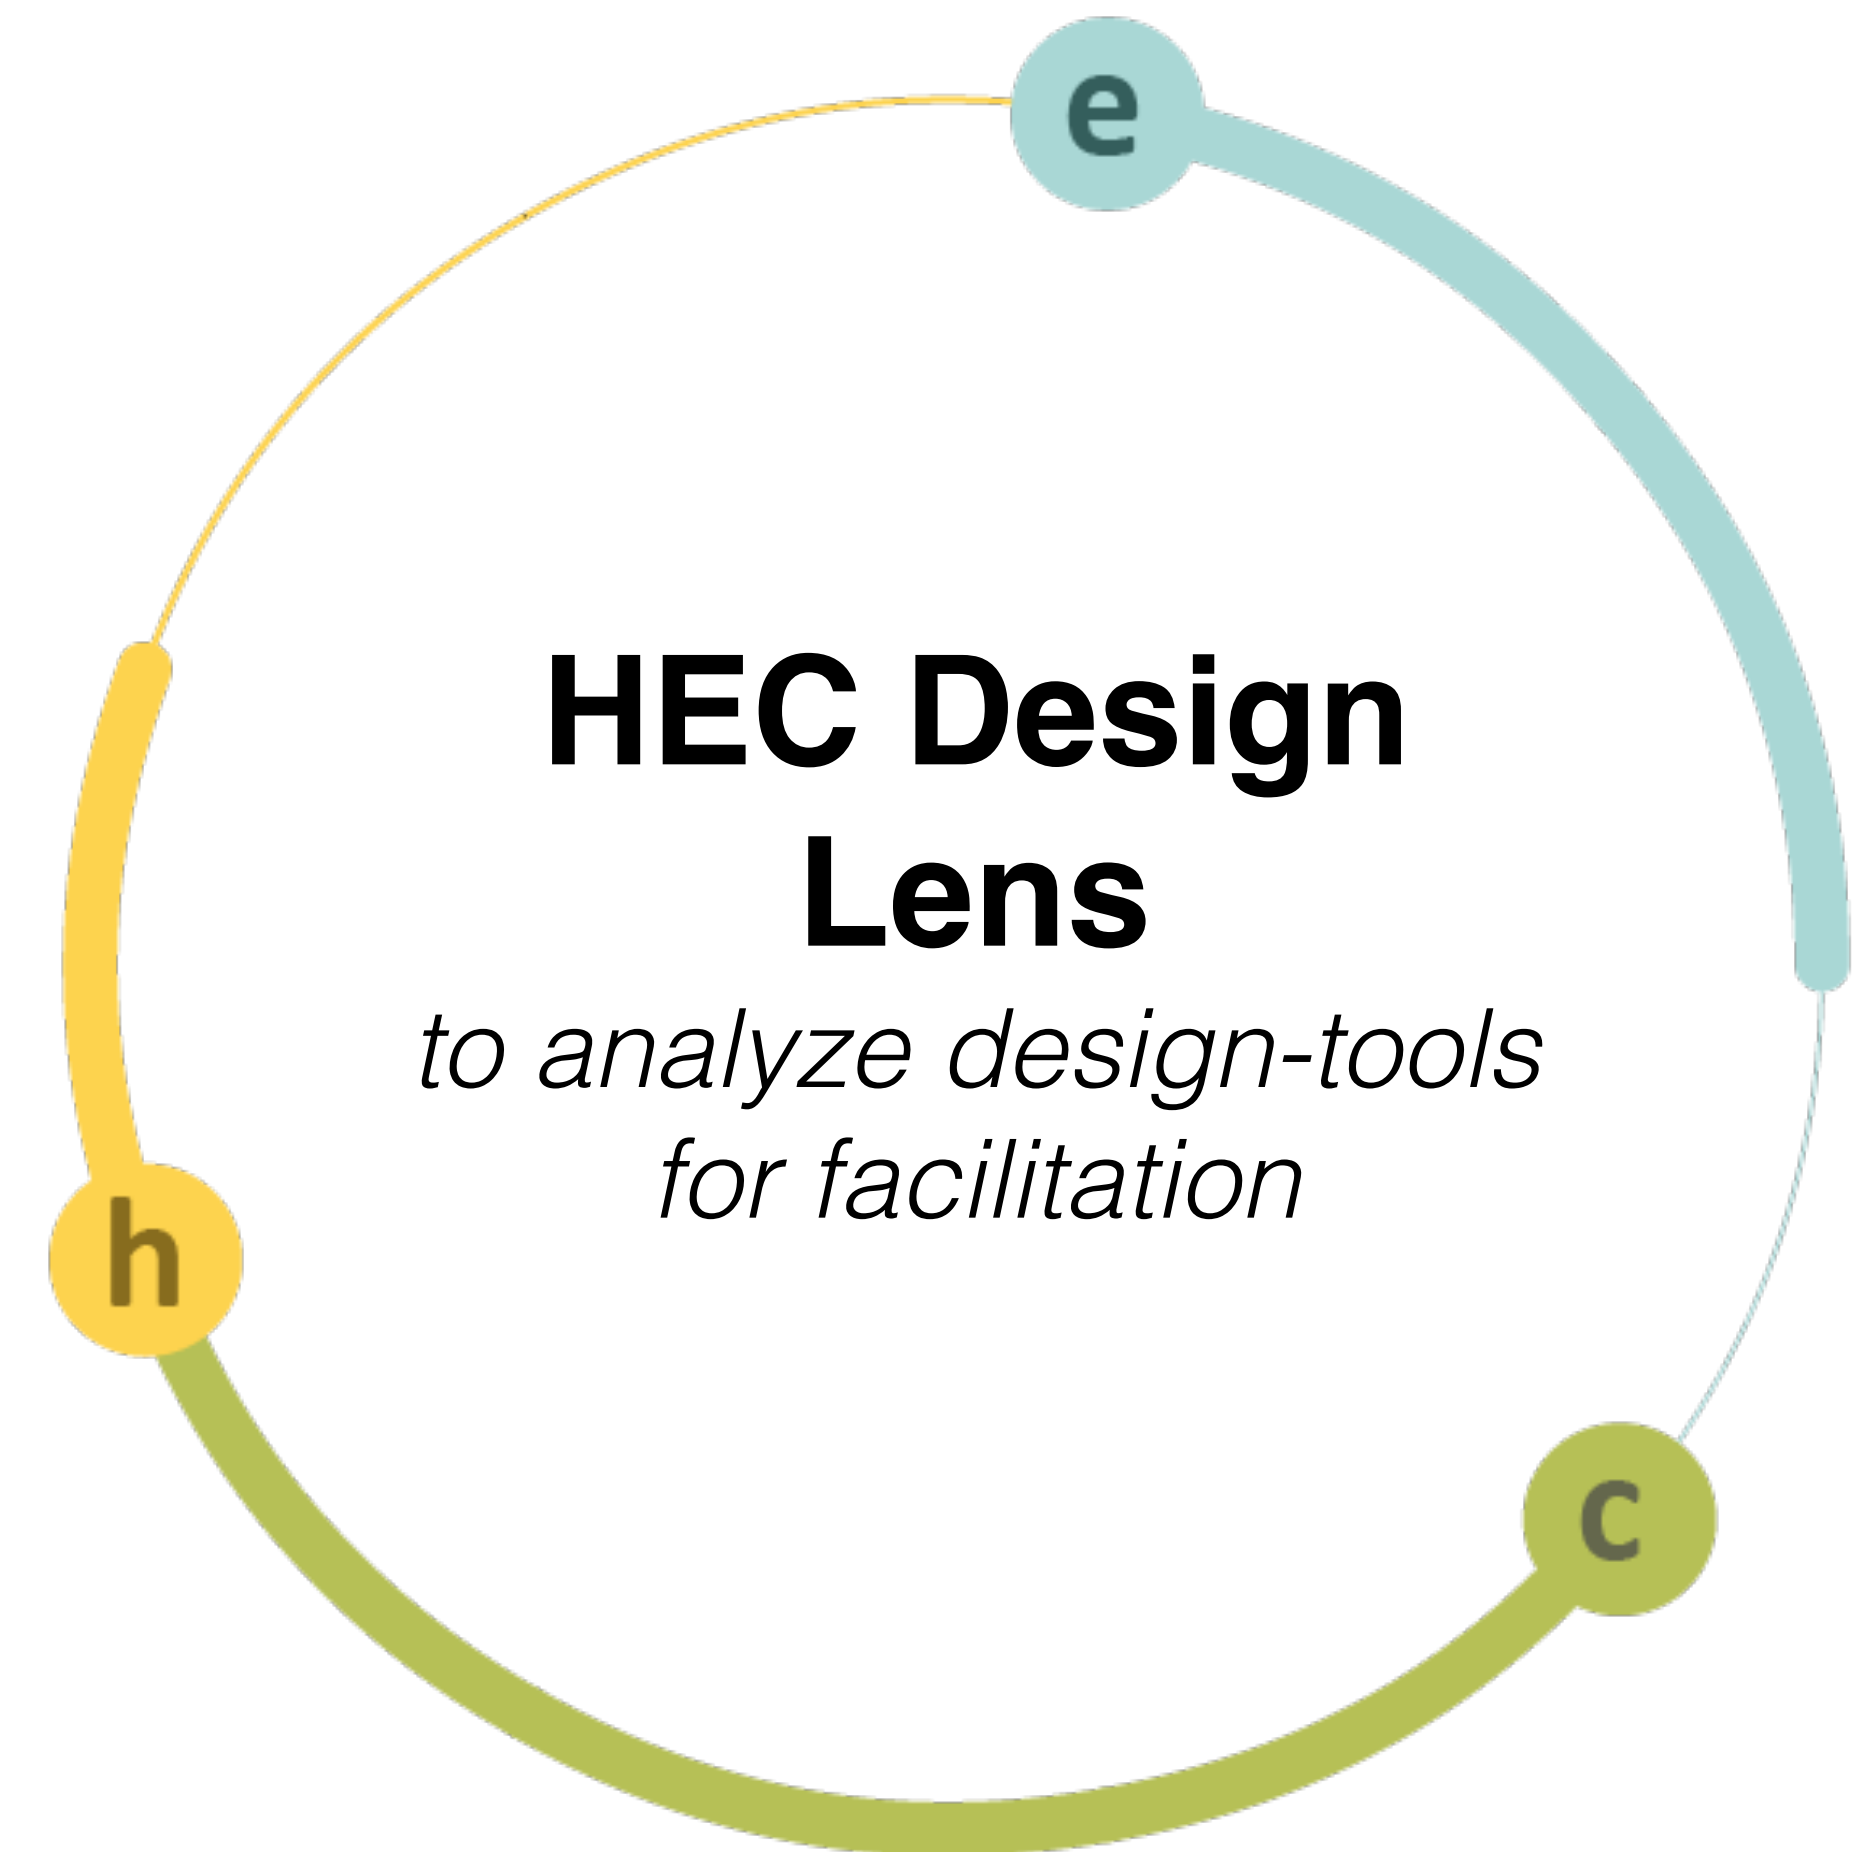 e
HEC Design
Lens
to analyze design-tools
for facilitation
h
c